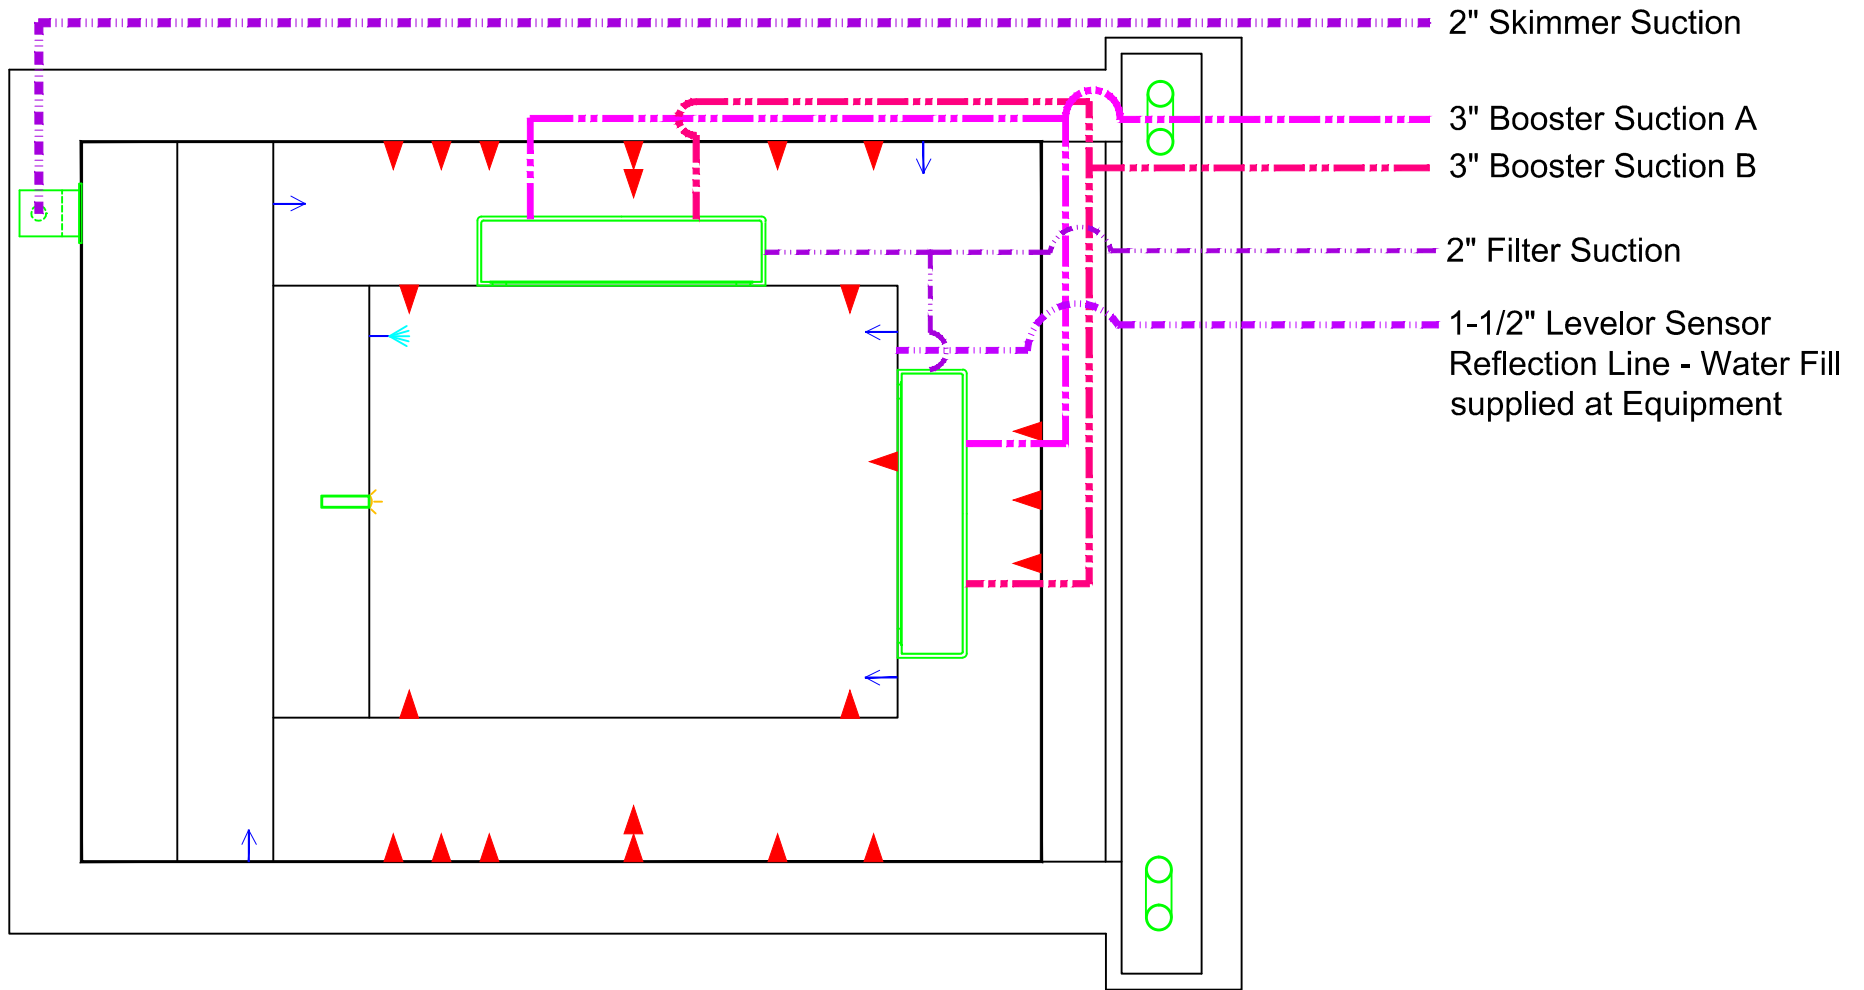 2" Skimmer Suction
3" Booster Suction A
3" Booster Suction B
2" Filter Suction
1-1/2" Levelor Sensor
Reflection Line - Water Fill
supplied at Equipment